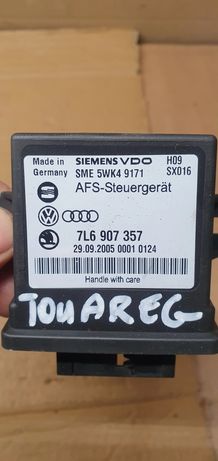 Made in Germany SIEMENS VDO H09
SME 5WK4 9171 SX016
AFS-Steuergerät
7L6 907 357
29.09.2005 0001 0124
Handle with care
TOUAREG